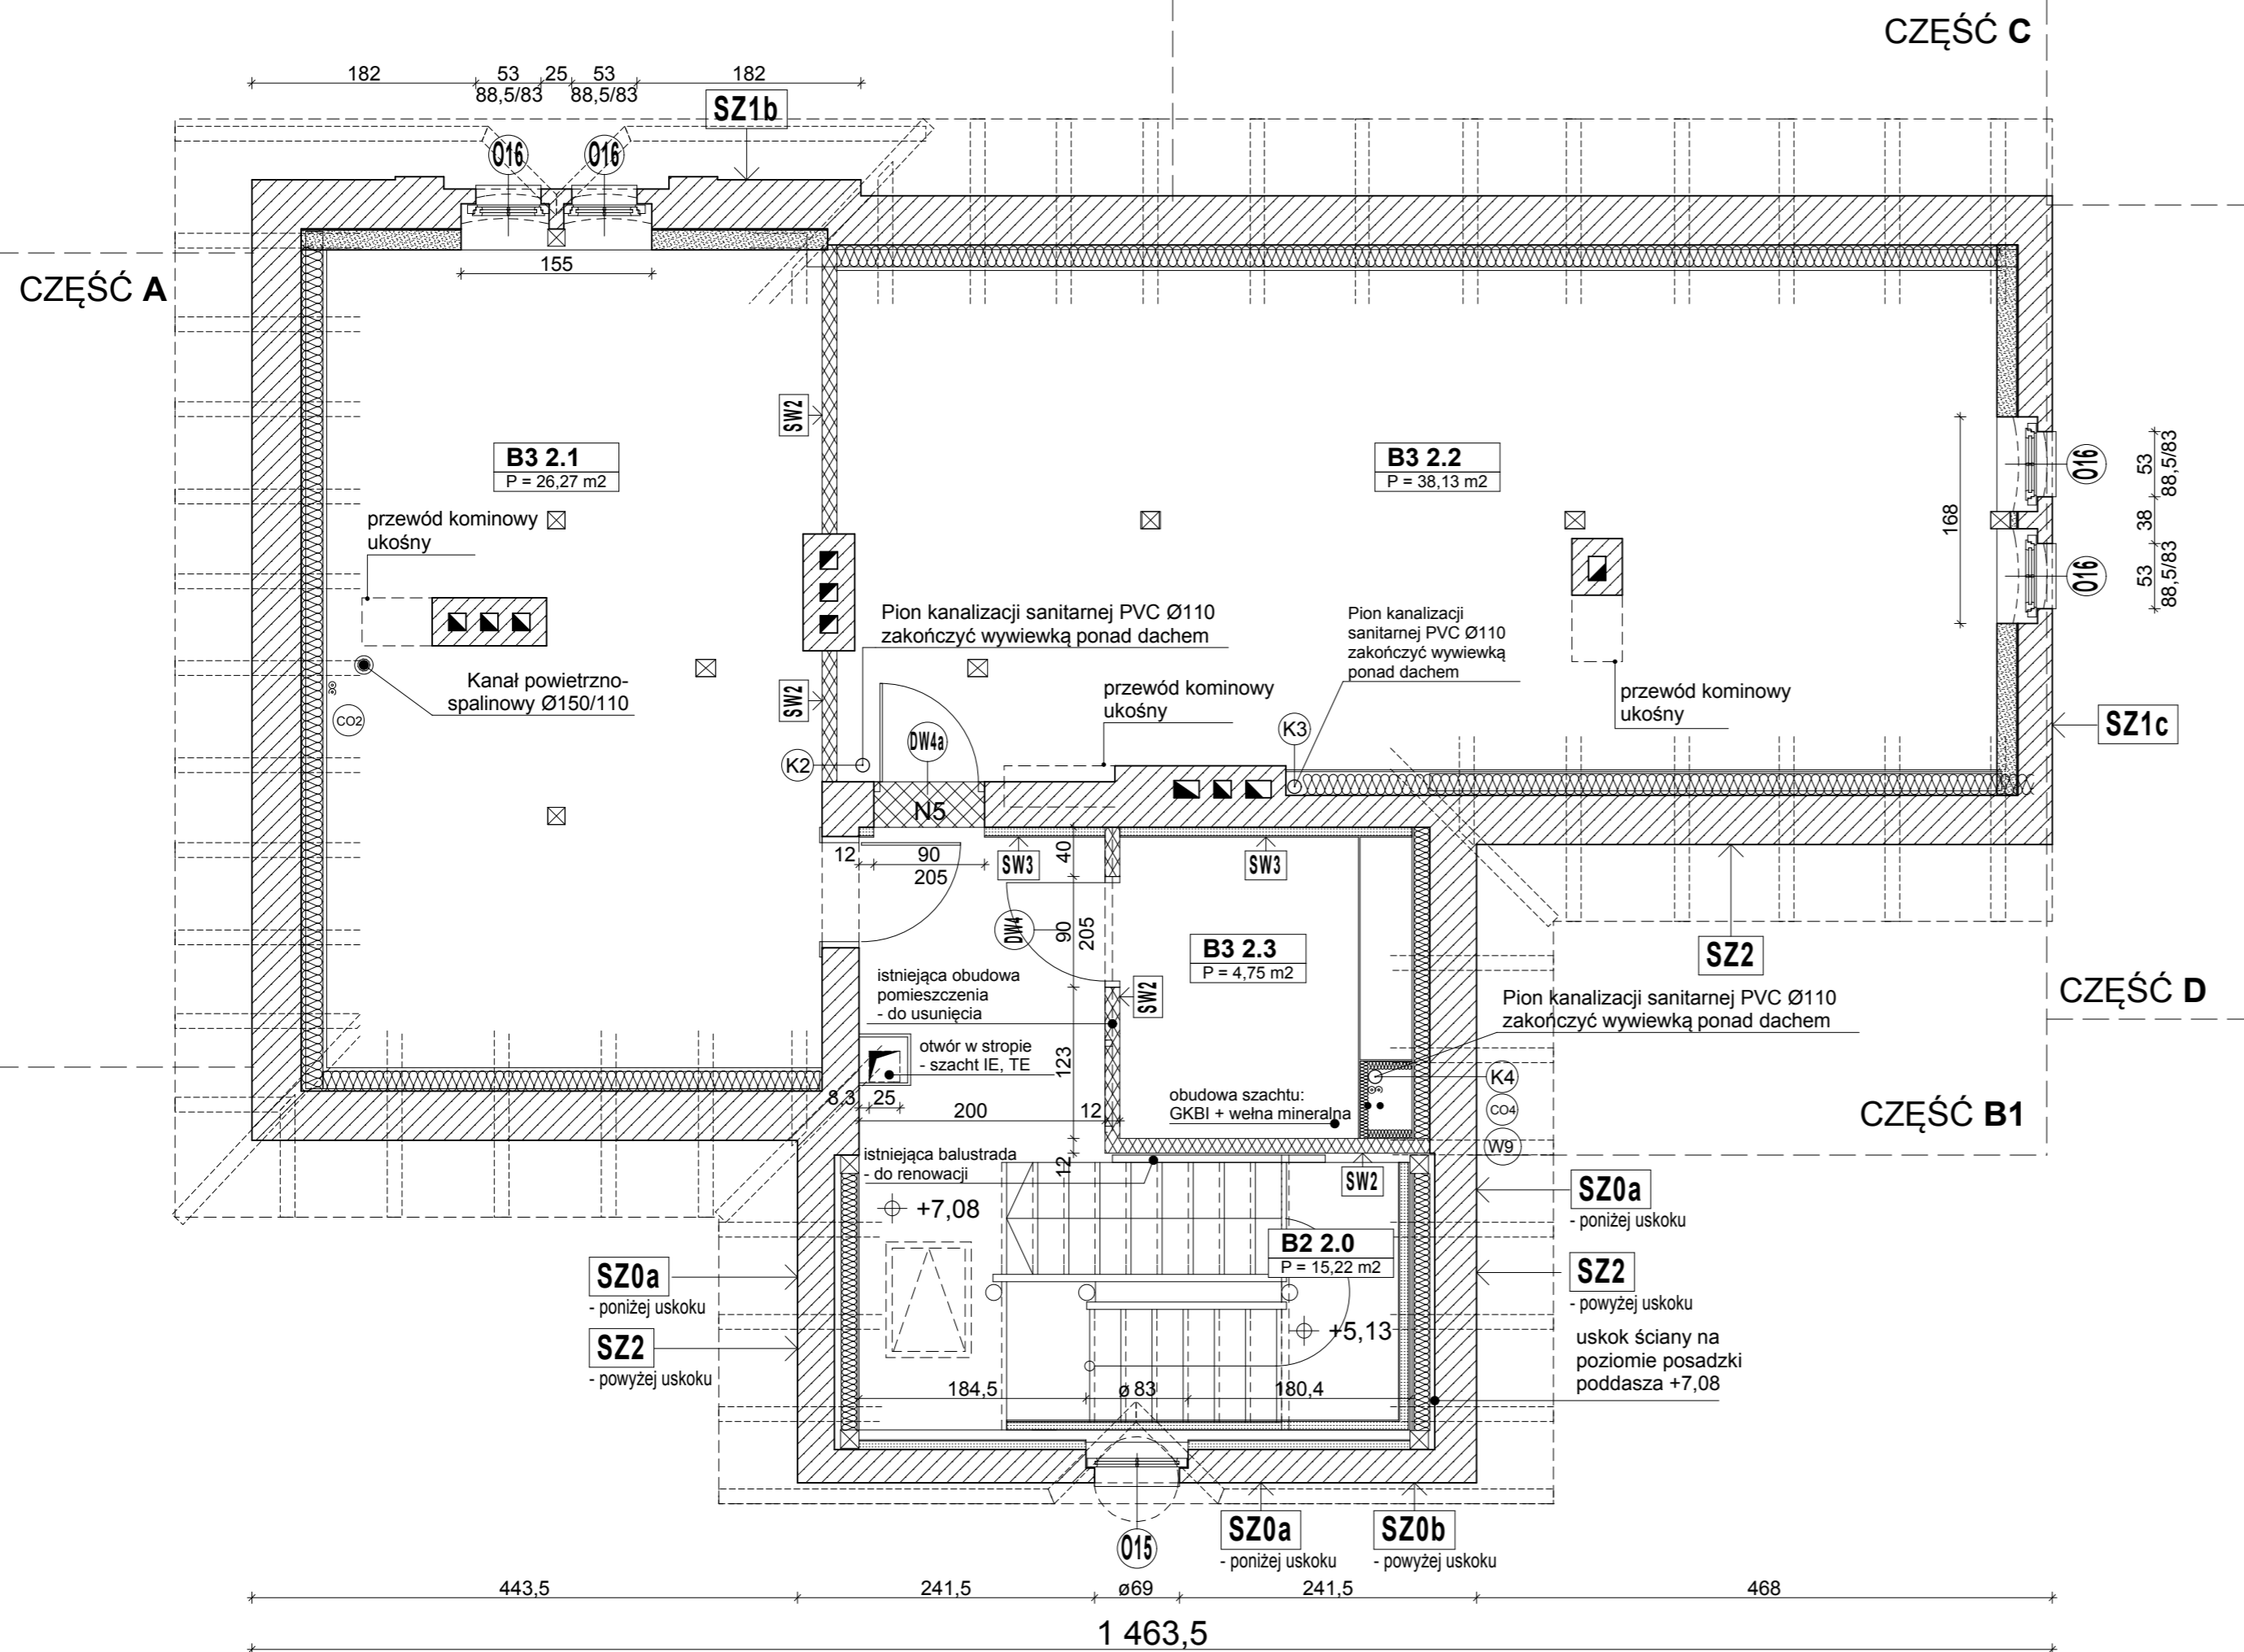 CZĘŚĆ C
182
53
25
53
182
88,5/83
88,5/83
SZ1b
O16
O16
155
CZĘŚĆ A
SW2
B3 2.1
P = 26,27 m2
B3 2.2
P = 38,13 m2
O16
53
88,5/83
38
168
O16
53
88,5/83
przewód kominowy
ukośny
Pion kanalizacji sanitarnej PVC Ø110
zakończyć wywiewką ponad dachem
Pion kanalizacji
sanitarnej PVC Ø110
zakończyć wywiewką
ponad dachem
Kanał powietrzno-
spalinowy Ø150/110
CO2
SW2
przewód kominowy
ukośny
przewód kominowy
ukośny
SZ1c
K3
DW4a
K2
N5
12
90
205
SW3
40
SW3
DW4
90
205
B3 2.3
P = 4,75 m2
SZ2
SW2
istniejąca obudowa
pomieszczenia
- do usunięcia
CZĘŚĆ D
Pion kanalizacji sanitarnej PVC Ø110
zakończyć wywiewką ponad dachem
otwór w stropie
- szacht IE, TE
123
K4
8,3
25
200
12
obudowa szachtu:
GKBI + wełna mineralna
CO4
CZĘŚĆ B1
W9
istniejąca balustrada
- do renowacji
12
SW2
SZ0a
- poniżej uskoku
+7,08
B2 2.0
P = 15,22 m2
SZ0a
- poniżej uskoku
SZ2
- powyżej uskoku
SZ2
- powyżej uskoku
+5,13
uskok ściany na
poziomie posadzki
poddasza +7,08
184,5
ø 83
180,4
O15
SZ0a
- poniżej uskoku
SZ0b
- powyżej uskoku
443,5
241,5
ø69
241,5
468
1 463,5